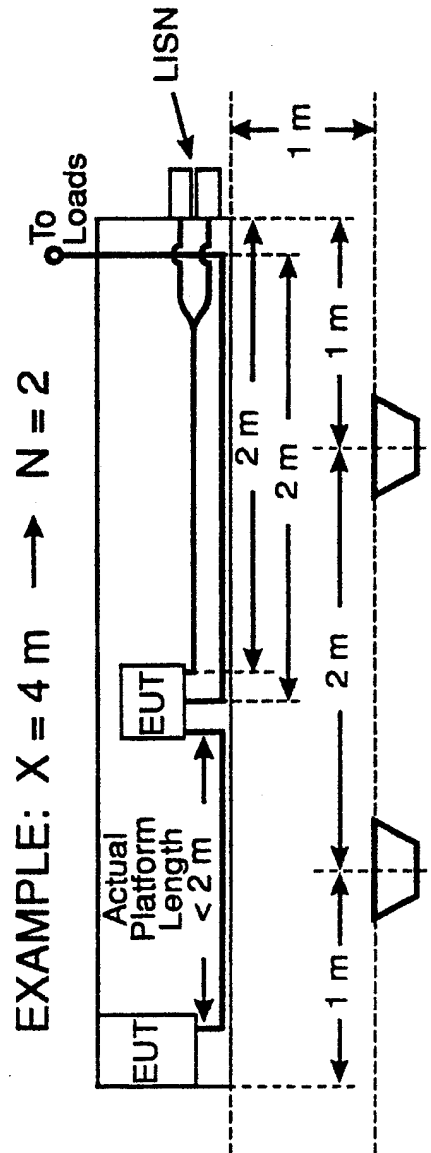 EXAMPLE: X = 4 m → N = 2
To
Loads
LISN
EUT
EUT
Actual
Platform
Length
< 2 m
2 m
2 m
1 m
1 m
2 m
1 m